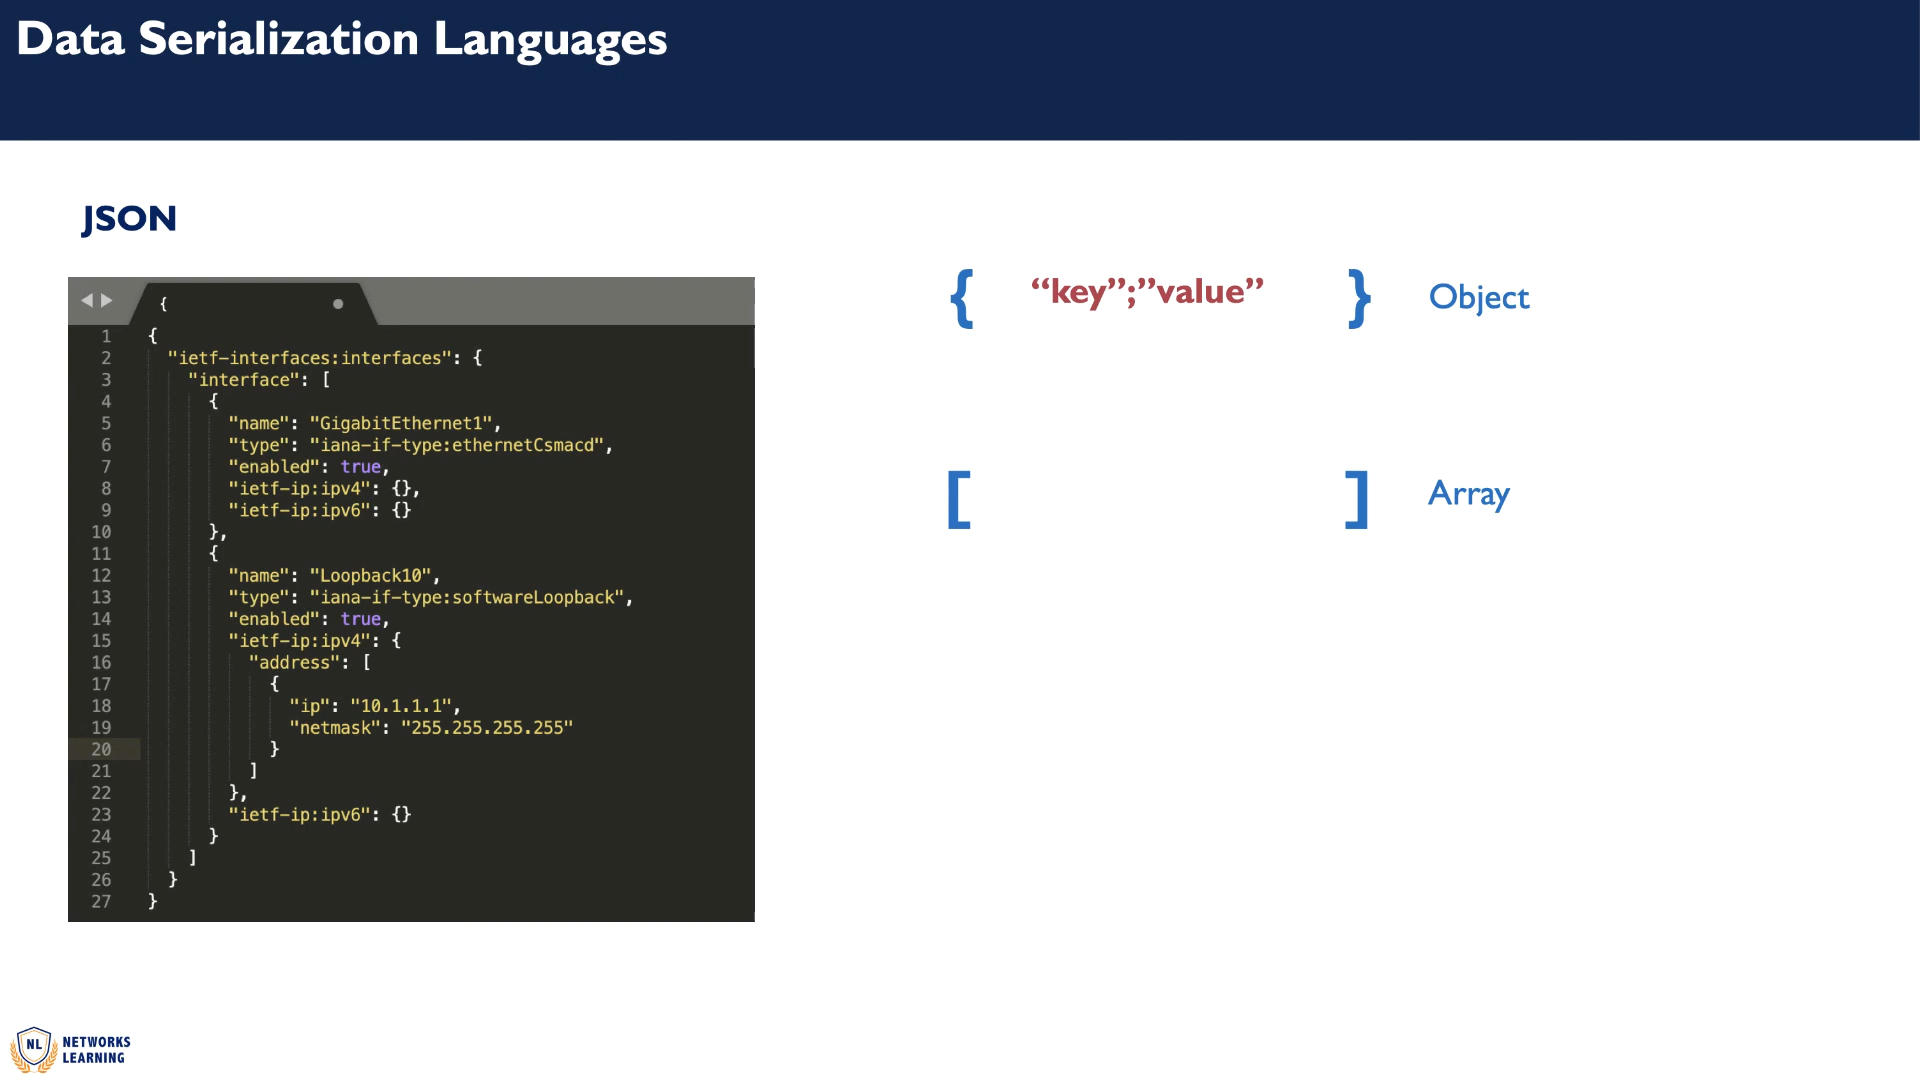 Data Serialization Languages
JSON
{
1 {
2 "ietf-interfaces:interfaces": {
3 "interface": [
4 {
5 "name": "GigabitEthernet1",
6 "type": "iana-if-type:ethernetCsmacd",
7 "enabled": true,
8 "ietf-ip:ipv4": {},
9 "ietf-ip:ipv6": {}
10 },
11 {
12 "name": "Loopback10",
13 "type": "iana-if-type:softwareLoopback",
14 "enabled": true,
15 "ietf-ip:ipv4": {
16 "address": [
17 {
18 "ip": "10.1.1.1",
19 "netmask": "255.255.255.255"
20 }
21 ]
22 },
23 "ietf-ip:ipv6": {}
24 }
25 ]
26 }
27 }
{ “key”;”value” } Object
[ ] Array
NL
NETWORKS
LEARNING